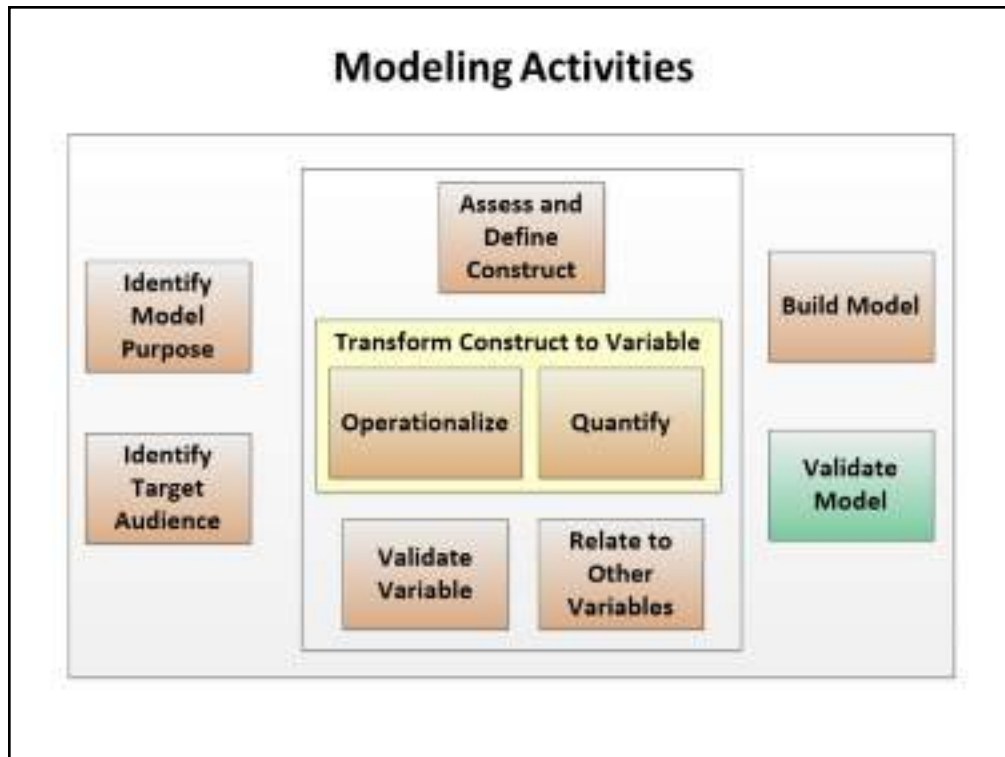 Modeling Activities
Identify
Model
Purpose
Identify
Target
Audience
Assess and
Define
Construct
Transform Construct to Variable
Operationalize
Quantify
Validate
Variable
Relate to
Other
Variables
Build Model
Validate
Model